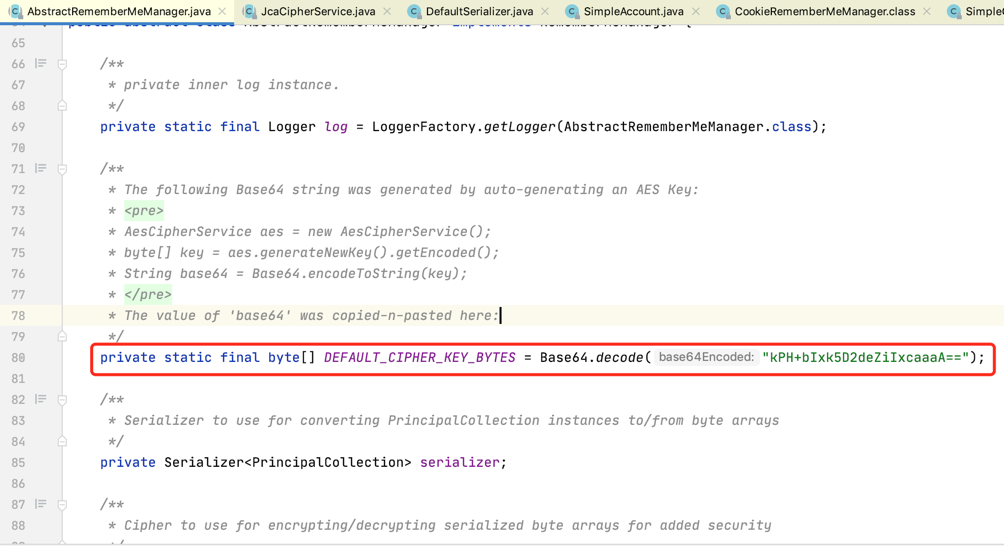 AbstractRememberMeManager.java JcaCipherService.java DefaultSerializer.java SimpleAccount.java CookieRememberMeManager.class
65
66 /**
67 * private inner log instance.
68 */
69 private static final Logger log = LoggerFactory.getLogger(AbstractRememberMeManager.class);
70
71 /**
72 * The following Base64 string was generated by auto-generating an AES Key:
73 * <pre>
74 * AesCipherService aes = new AesCipherService();
75 * byte[] key = aes.generateNewKey().getEncoded();
76 * String base64 = Base64.encodeToString(key);
77 * </pre>
78 * The value of 'base64' was copied-n-pasted here:
79 */
80 private static final byte[] DEFAULT_CIPHER_KEY_BYTES = Base64.decode( base64Encoded: "kPH+bIxk5D2deZiIxcaaaA==");
81
82 /**
83 * Serializer to use for converting PrincipalCollection instances to/from byte arrays
84 */
85 private Serializer<PrincipalCollection> serializer;
86
87 /**
88 * Cipher to use for encrypting/decrypting serialized byte arrays for added security